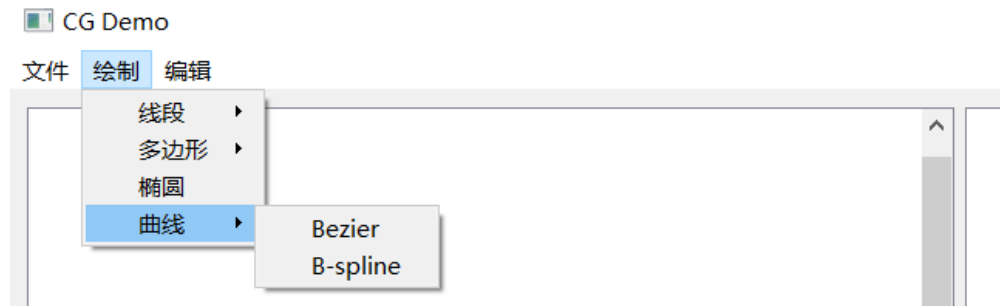 CG Demo
文件 绘制 编辑
线段
多边形
椭圆
曲线
Bezier
B-spline